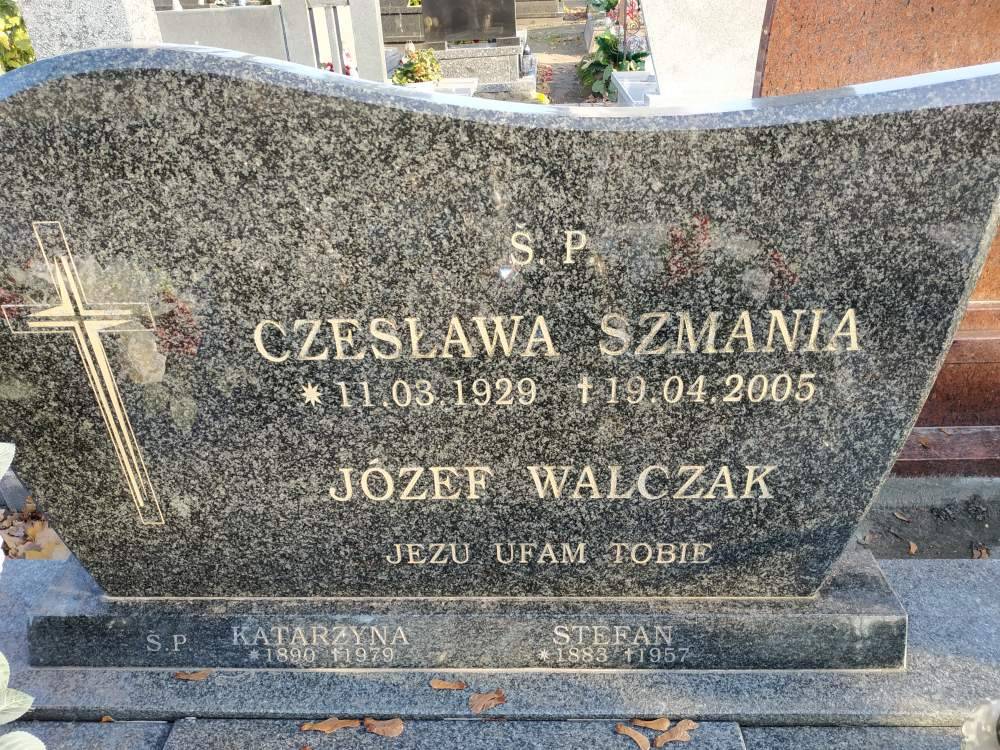 Ś P.
CZESŁAWA SZMANIA
*11.03.1929 †19.04.2005
JÓZEF WALCZAK
JEZU UFAM TOBIE
Ś.P. KATARZYNA STEFAN
*1890 †1979 *1883 †1957